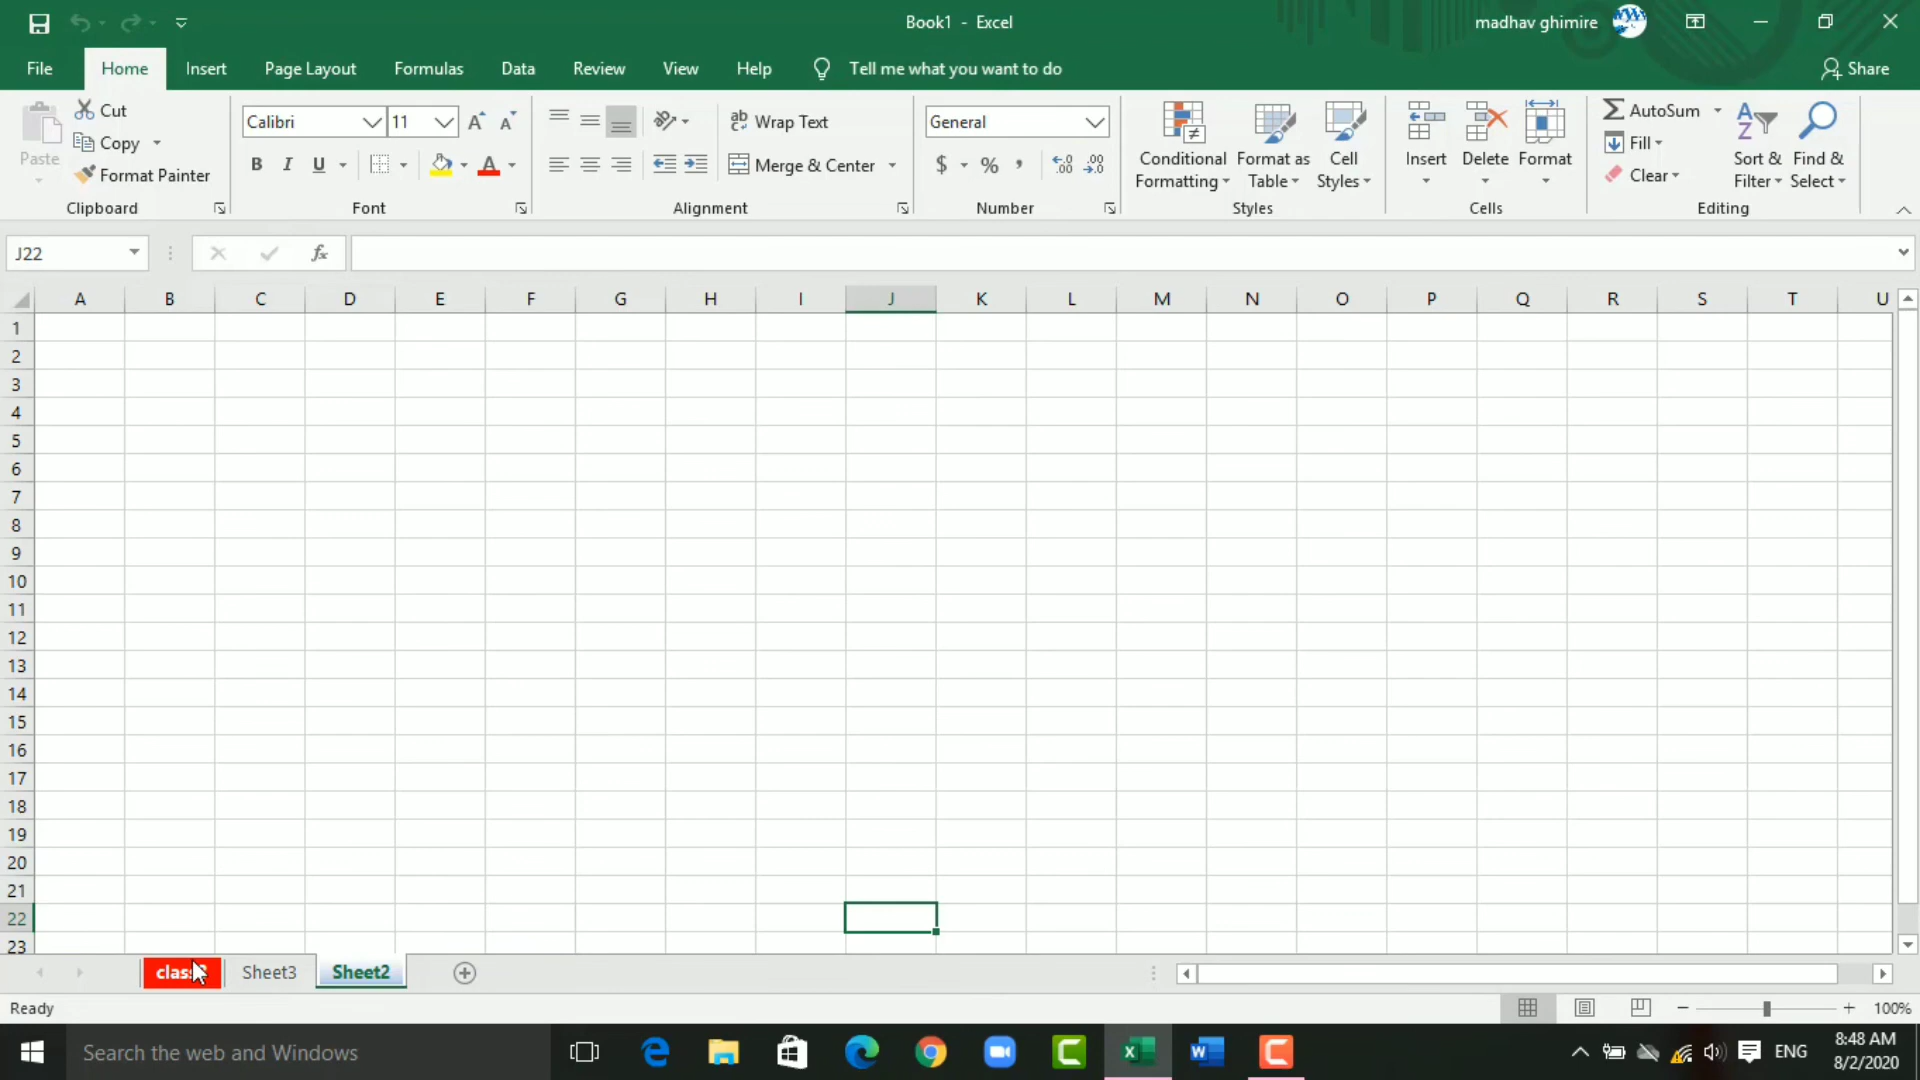 Book1 - Excel
madhav ghimire
File Home Insert Page Layout Formulas Data Review View Help Tell me what you want to do Share
Paste
Cut
Copy
Format Painter
Clipboard
Calibri 11
B I U
Font
Wrap Text
Merge & Center
Alignment
General
$ %
Number
Conditional Formatting
Format as Table
Cell Styles
Styles
Insert Delete Format
Cells
AutoSum
Fill
Clear
Sort & Filter
Find & Select
Editing
J22
fx
A B C D E F G H I J K L M N O P Q R S T U
1
2
3
4
5
6
7
8
9
10
11
12
13
14
15
16
17
18
19
20
21
22
23
Sheet3 Sheet2
Ready
100%
Search the web and Windows
ENG
8:48 AM
8/2/2020